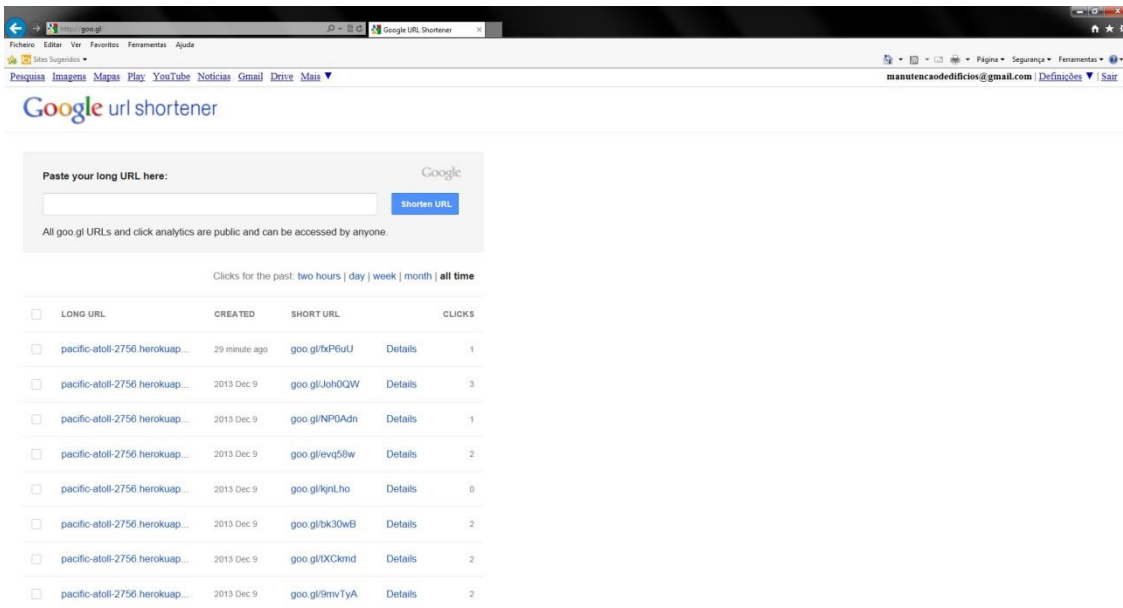 http://goo.gl/
Google URL Shortener
Ficheiro Editar Ver Favoritos Ferramentas Ajuda
Sites Sugeridos
Página Segurança Ferramentas
Pesquisa Imagens Mapas Play YouTube Notícias Gmail Drive Mais ▼
manutencaodedificios@gmail.com | Definições ▼ | Sair
Google url shortener
Paste your long URL here:
Google
Shorten URL
All goo.gl URLs and click analytics are public and can be accessed by anyone.
Clicks for the past: two hours | day | week | month | all time
LONG URL CREATED SHORT URL CLICKS
pacific-atoll-2756.herokuap... 29 minute ago goo.gl/fxP6uU Details 1
pacific-atoll-2756.herokuap... 2013 Dec 9 goo.gl/Joh0QW Details 3
pacific-atoll-2756.herokuap... 2013 Dec 9 goo.gl/NP0Adn Details 1
pacific-atoll-2756.herokuap... 2013 Dec 9 goo.gl/evq58w Details 2
pacific-atoll-2756.herokuap... 2013 Dec 9 goo.gl/kjnLho Details 0
pacific-atoll-2756.herokuap... 2013 Dec 9 goo.gl/bk30wB Details 2
pacific-atoll-2756.herokuap... 2013 Dec 9 goo.gl/tXCkmd Details 2
pacific-atoll-2756.herokuap... 2013 Dec 9 goo.gl/9mvTyA Details 2